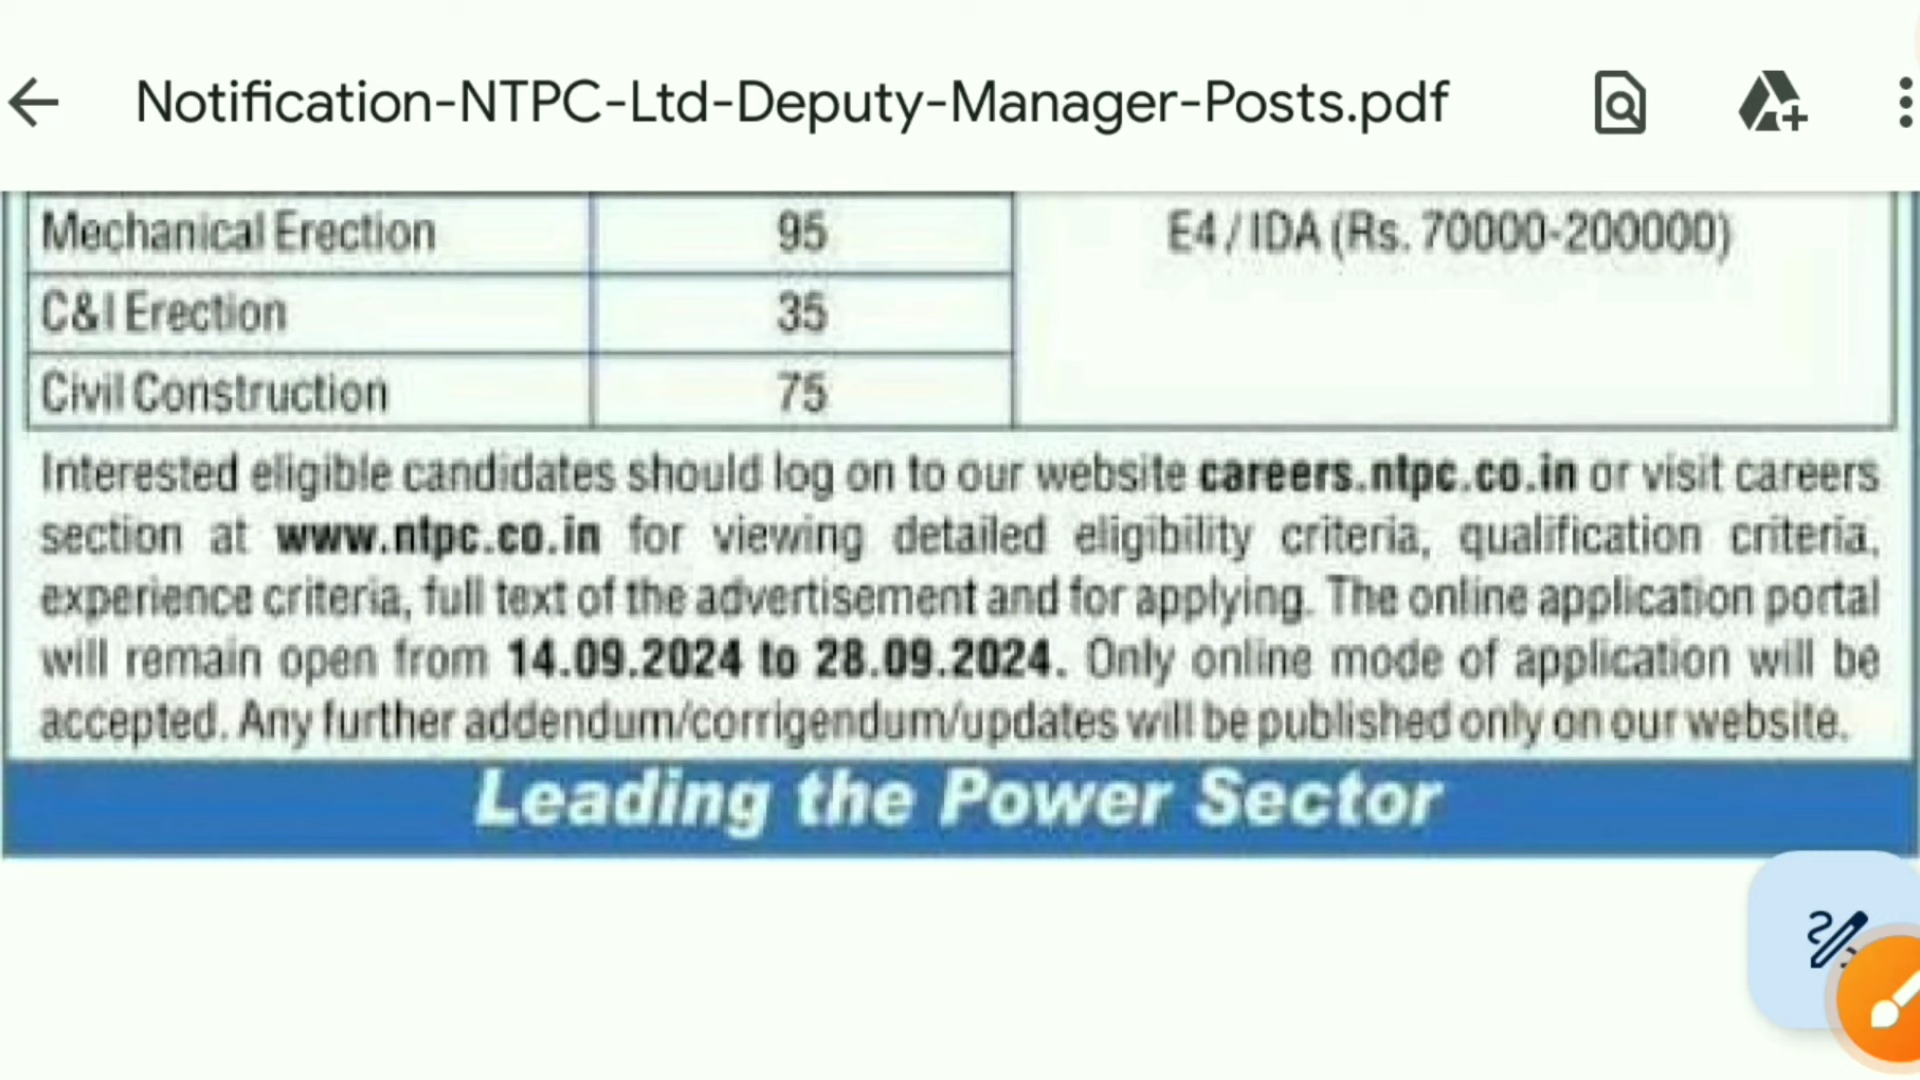 Notification-NTPC-Ltd-Deputy-Manager-Posts.pdf
Mechanical Erection 95 E4 / IDA (Rs. 70000-200000)
C&I Erection 35
Civil Construction 75
Interested eligible candidates should log on to our website careers.ntpc.co.in or visit careers
section at www.ntpc.co.in for viewing detailed eligibility criteria, qualification criteria,
experience criteria, full text of the advertisement and for applying. The online application portal
will remain open from 14.09.2024 to 28.09.2024. Only online mode of application will be
accepted. Any further addendum/corrigendum/updates will be published only on our website.
Leading the Power Sector